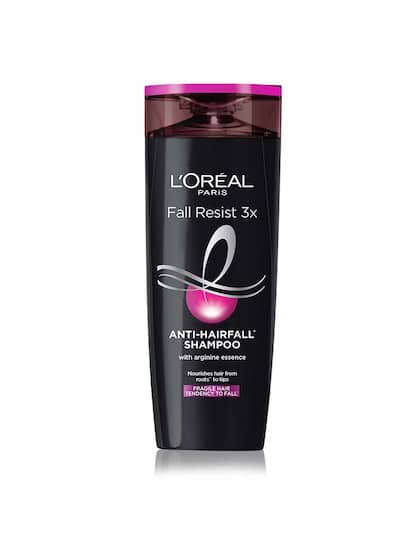 L'ORÉAL
PARIS
Fall Resist 3x
ANTI-HAIRFALL*
SHAMPOO
with arginine essence
Nourishes hair from
roots~ to tips
FRAGILE HAIR
TENDENCY TO FALL*